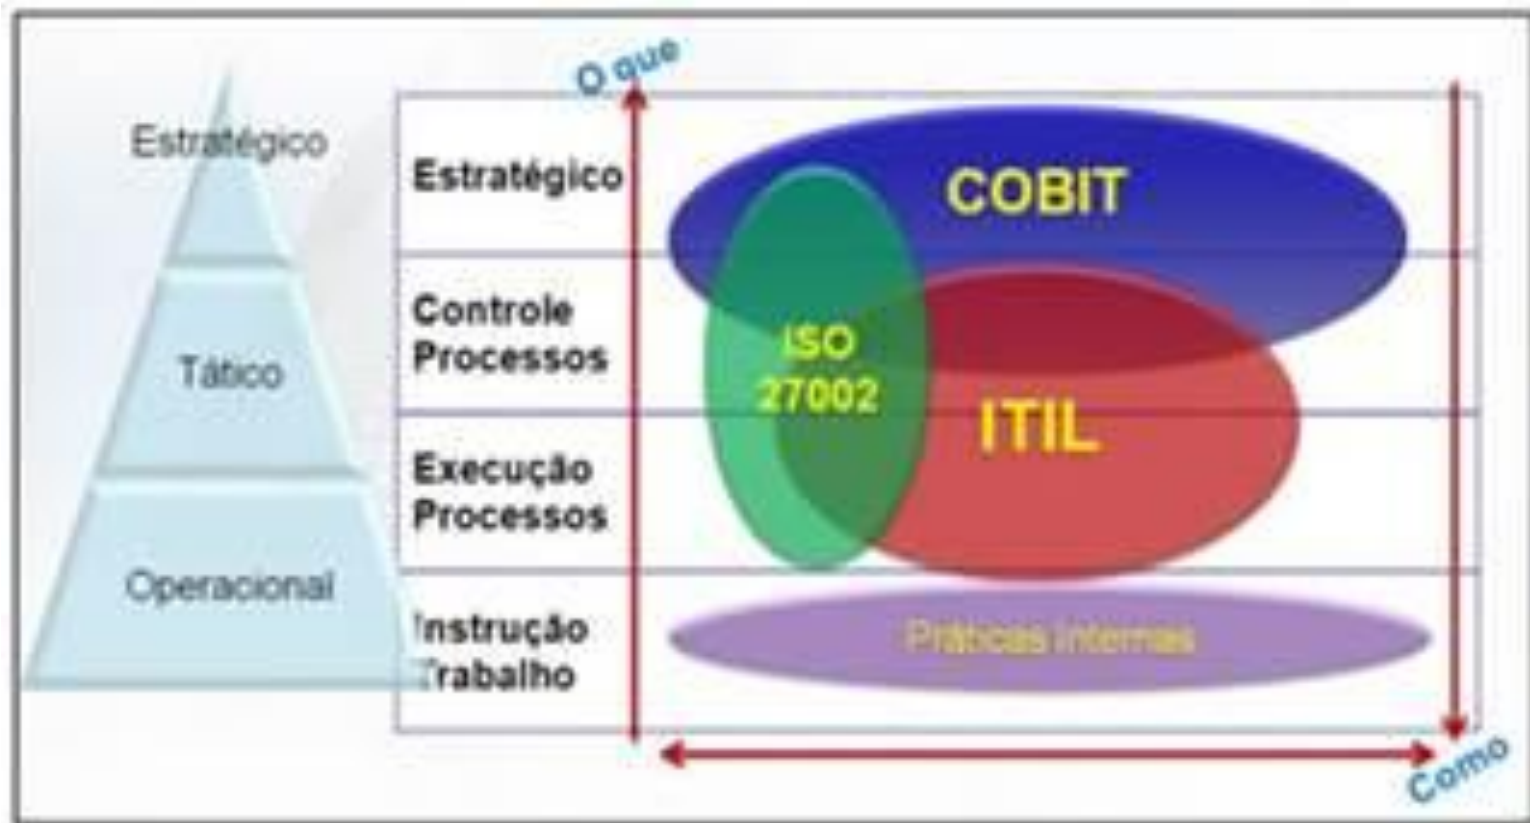 O que
Estratégico
Tático
Operacional
Estratégico
Controle
Processos
Execução
Processos
Instrução
Trabalho
COBIT
ISO
27002
ITIL
Práticas Internas
Como